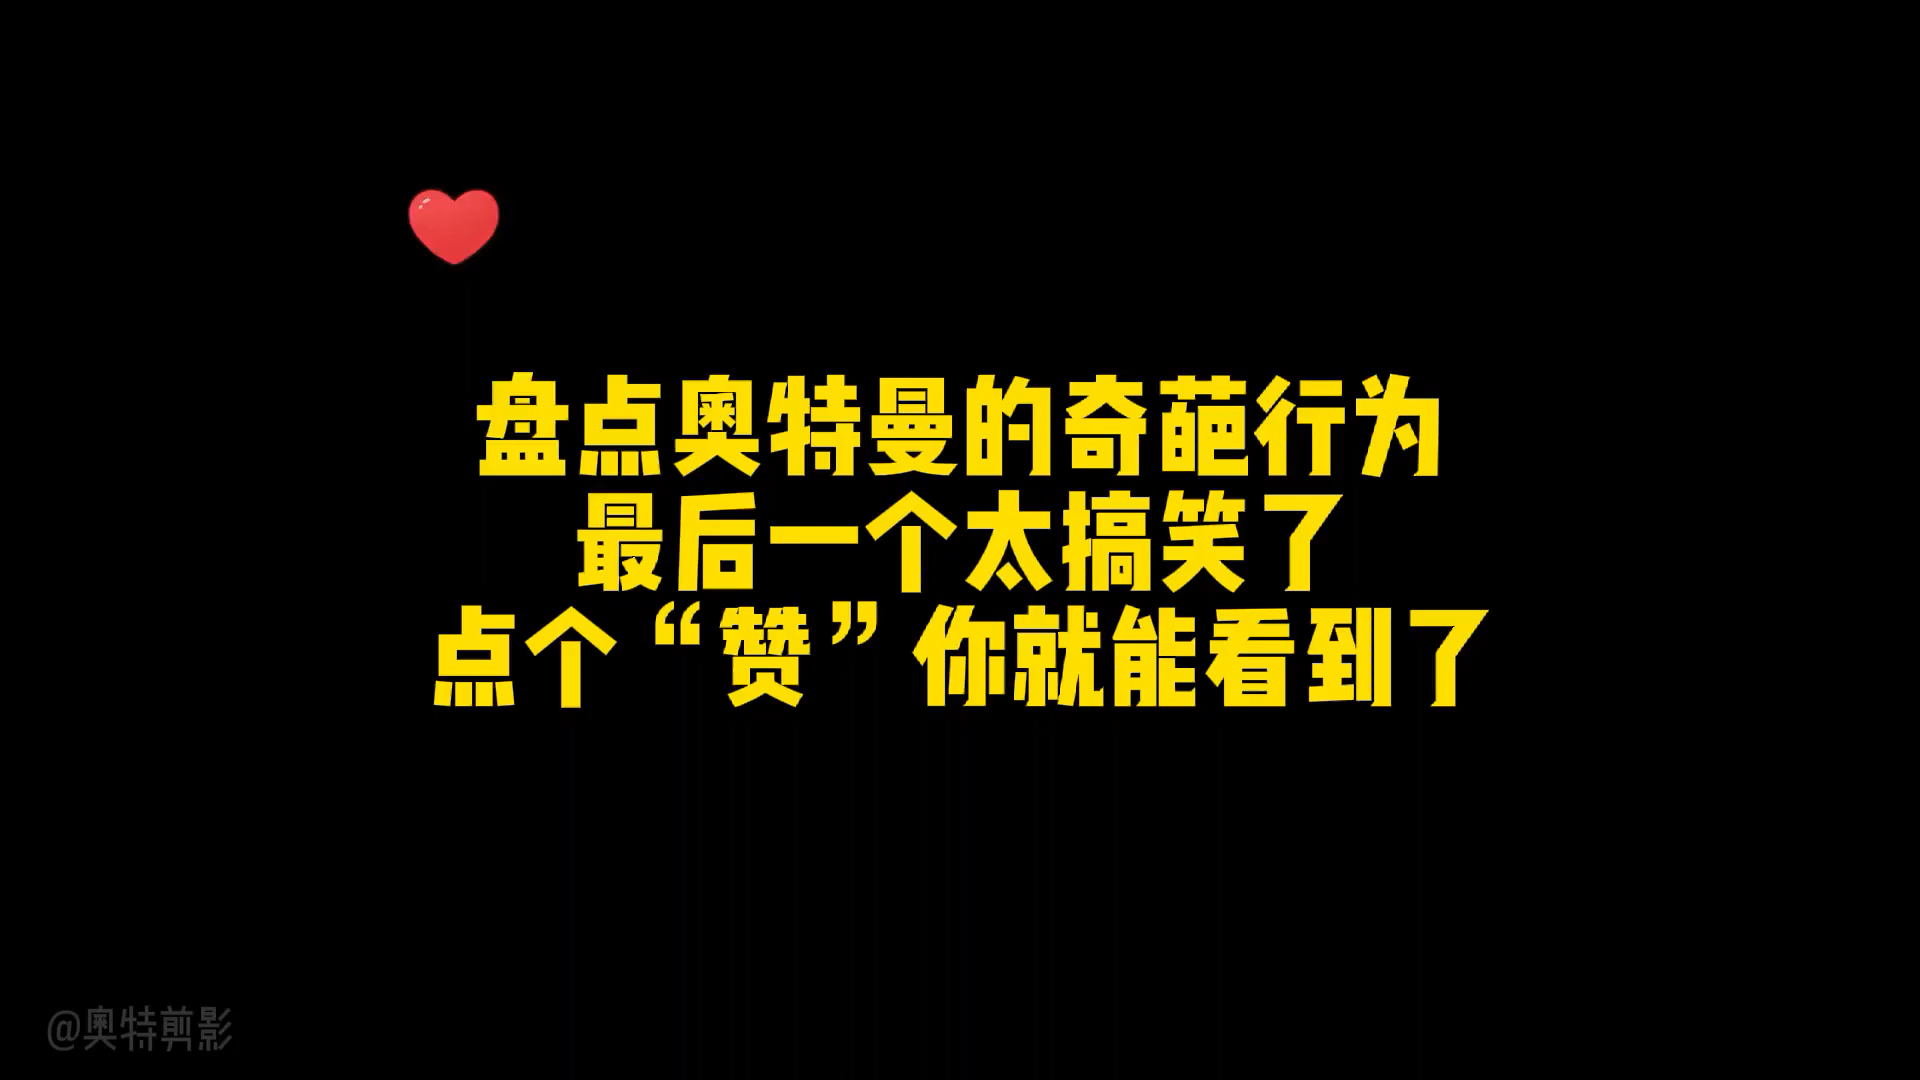 盘点奥特曼的奇葩行为
最后一个太搞笑了
点个“赞”你就能看到了
@奥特剪影